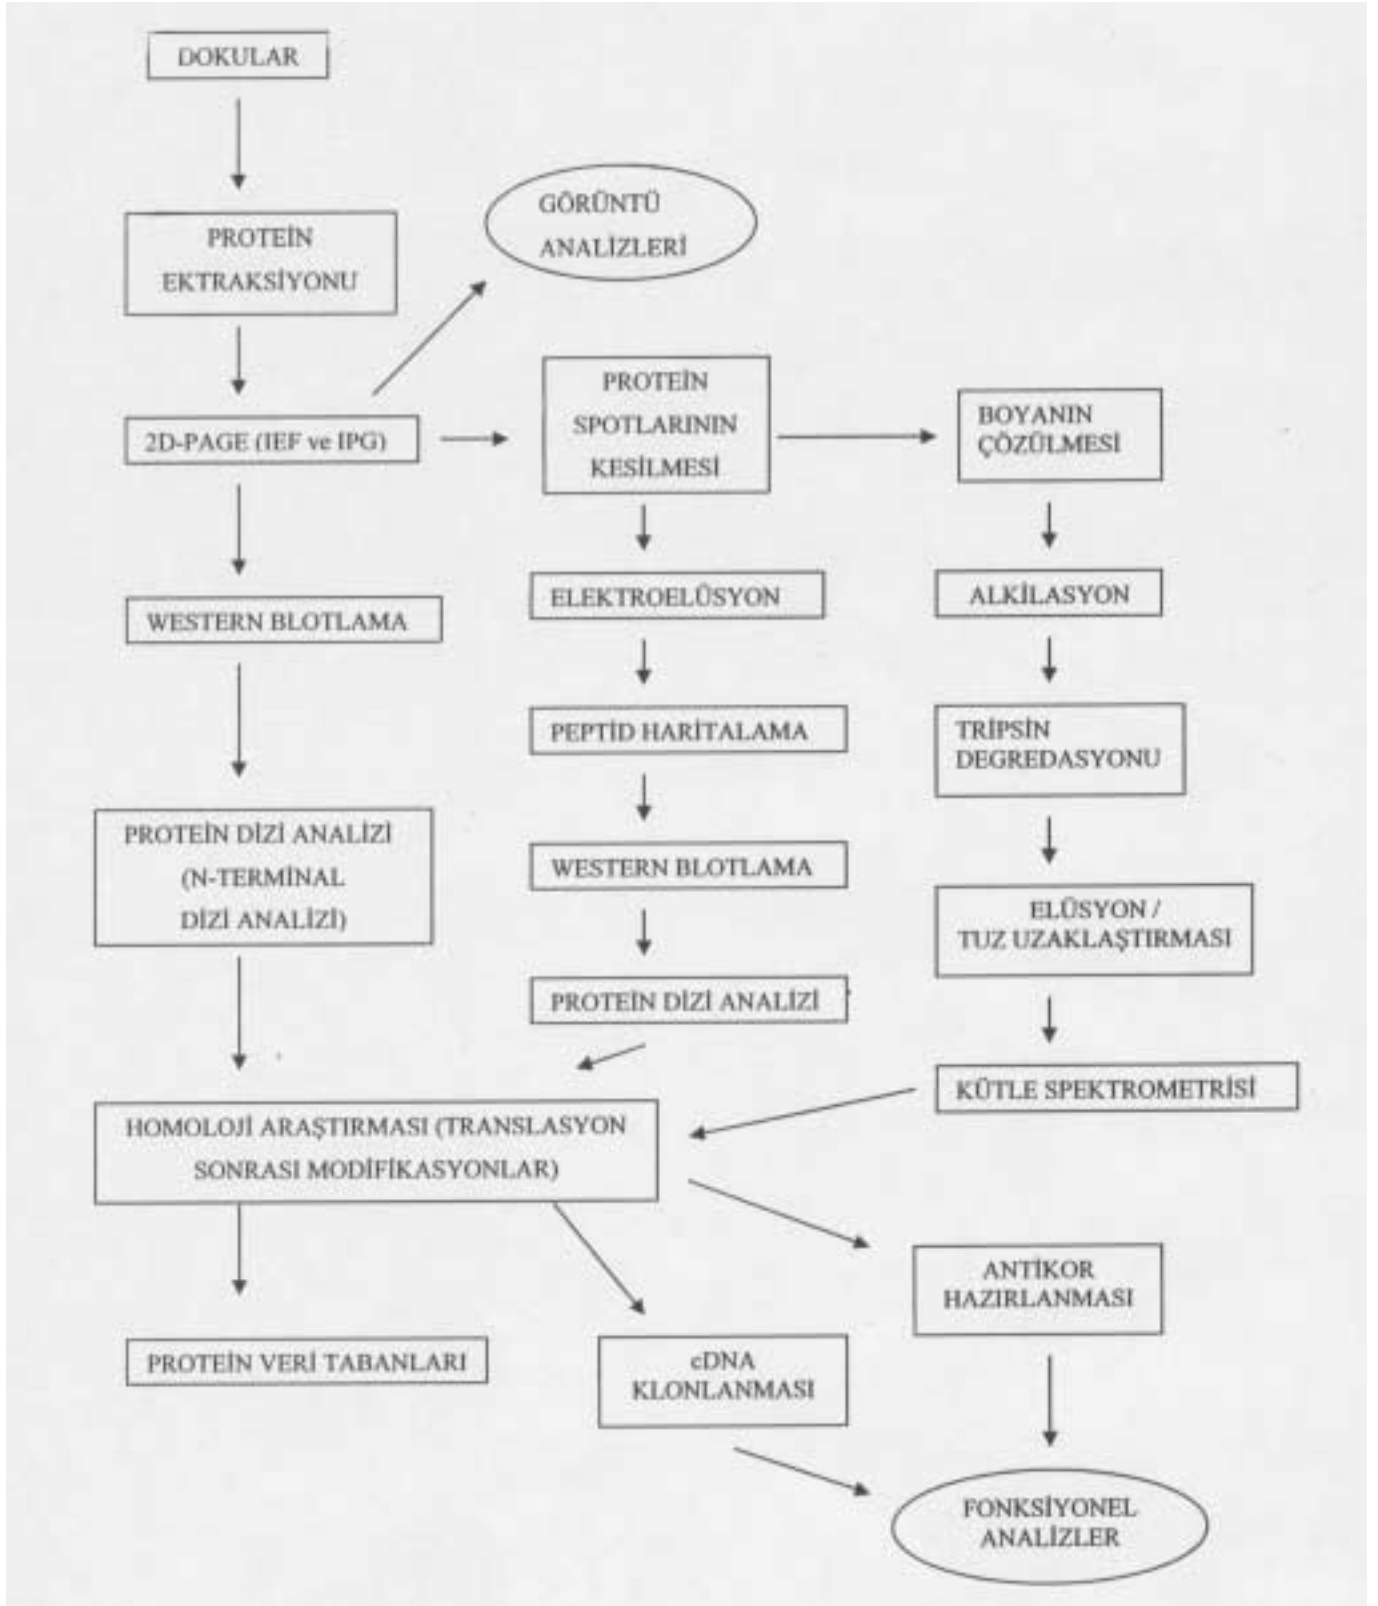 DOKULAR
PROTEİN
EKTRAKSİYONU
GÖRÜNTÜ
ANALİZLERİ
2D-PAGE (IEF ve IPG)
PROTEİN
SPOTLARININ
KESİLMESİ
BOYANIN
ÇÖZÜLMESİ
WESTERN BLOTLAMA
ELEKTROELÜSYON
ALKİLASYON
PEPTİD HARİTALAMA
TRİPSİN
DEGREDASYONU
PROTEİN DİZİ ANALİZİ
(N-TERMİNAL
DİZİ ANALİZİ)
WESTERN BLOTLAMA
ELÜSYON /
TUZ UZAKLAŞTIRMASI
PROTEİN DİZİ ANALİZİ
KÜTLE SPEKTROMETRİSİ
HOMOLOJİ ARAŞTIRMASI (TRANSLASYON
SONRASI MODİFİKASYONLAR)
ANTİKOR
HAZIRLANMASI
PROTEİN VERİ TABANLARI
cDNA
KLONLANMASI
FONKSİYONEL
ANALİZLER